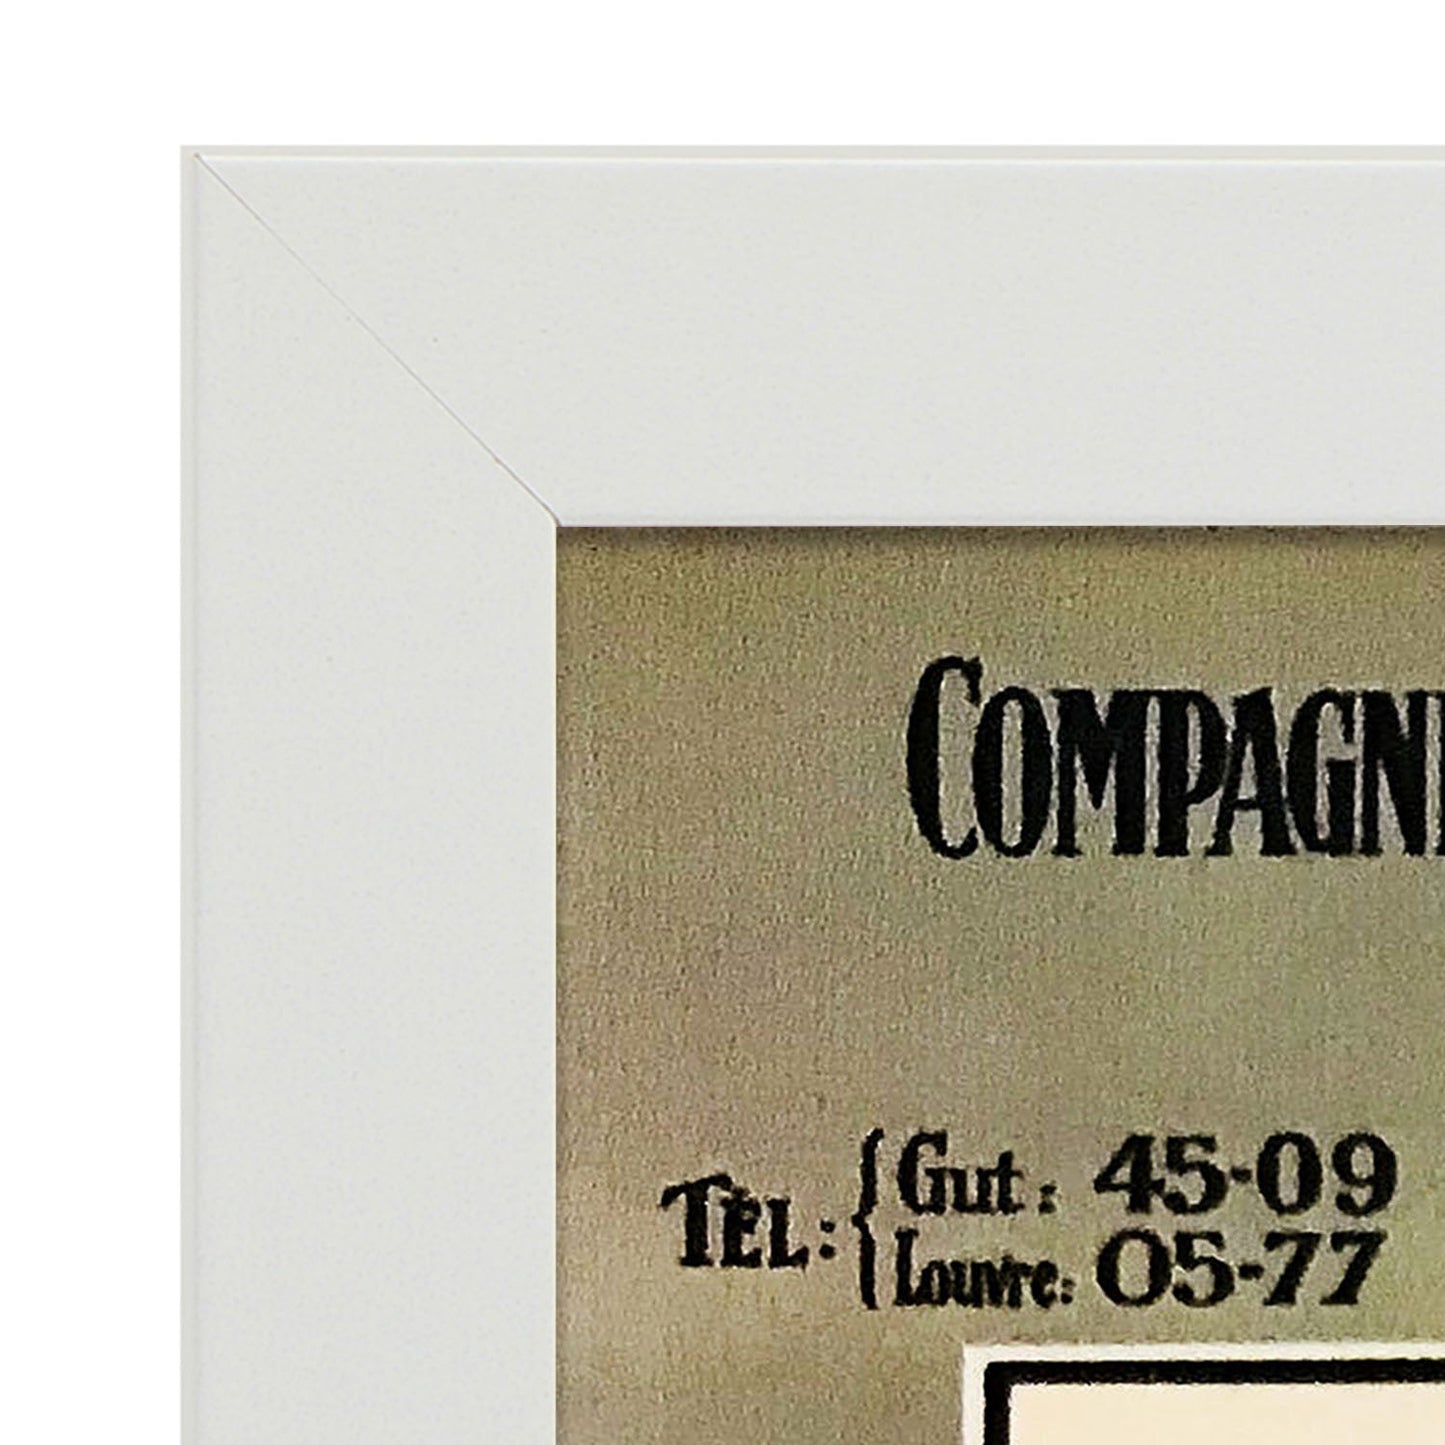 COMPAGNI
TEL: { Gut: 45-09
Louvre: 05-77